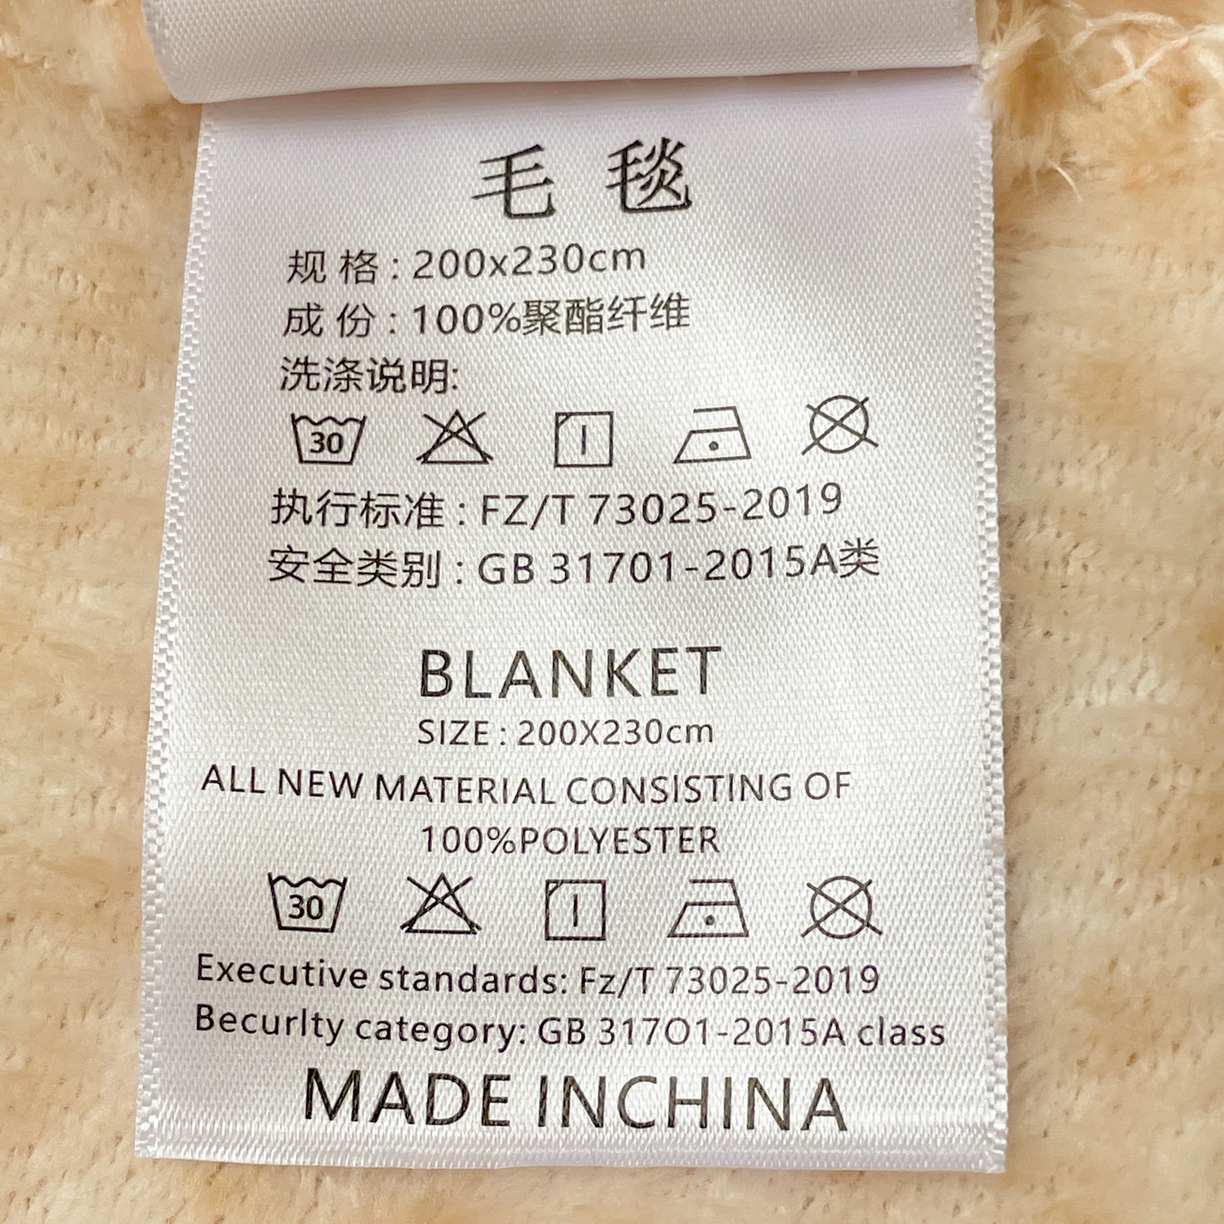 毛 毯
规 格 : 200x230cm
成 份 : 100%聚酯纤维
洗涤说明:
30
执行标准 : FZ/T 73025-2019
安全类别 : GB 31701-2015A类
BLANKET
SIZE : 200X230cm
ALL NEW MATERIAL CONSISTING OF
100%POLYESTER
30
Executive standards: Fz/T 73025-2019
Becurlty category: GB 317O1-2015A class
MADE INCHINA